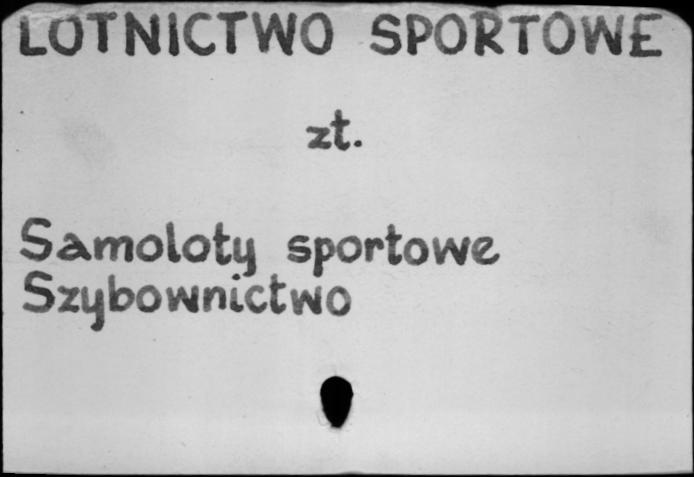 LOTNICTWO SPORTOWE
zt.
Samoloty sportowe
Szybownictwo